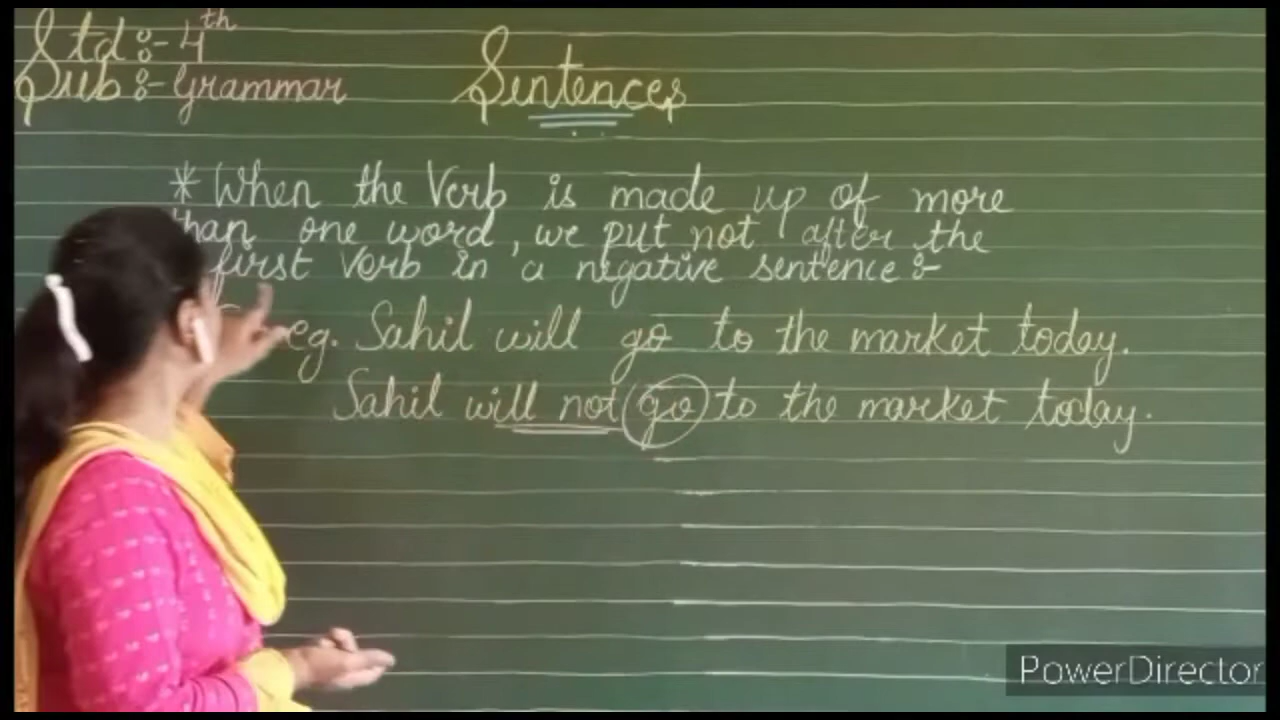 Std :- 4th
Sub :- Grammar
Sentences
* When the Verb is made up of more
than one word, we put not after the
first Verb in a negative sentence :-
eg. Sahil will go to the market today.
Sahil will not go to the market today.
PowerDirector